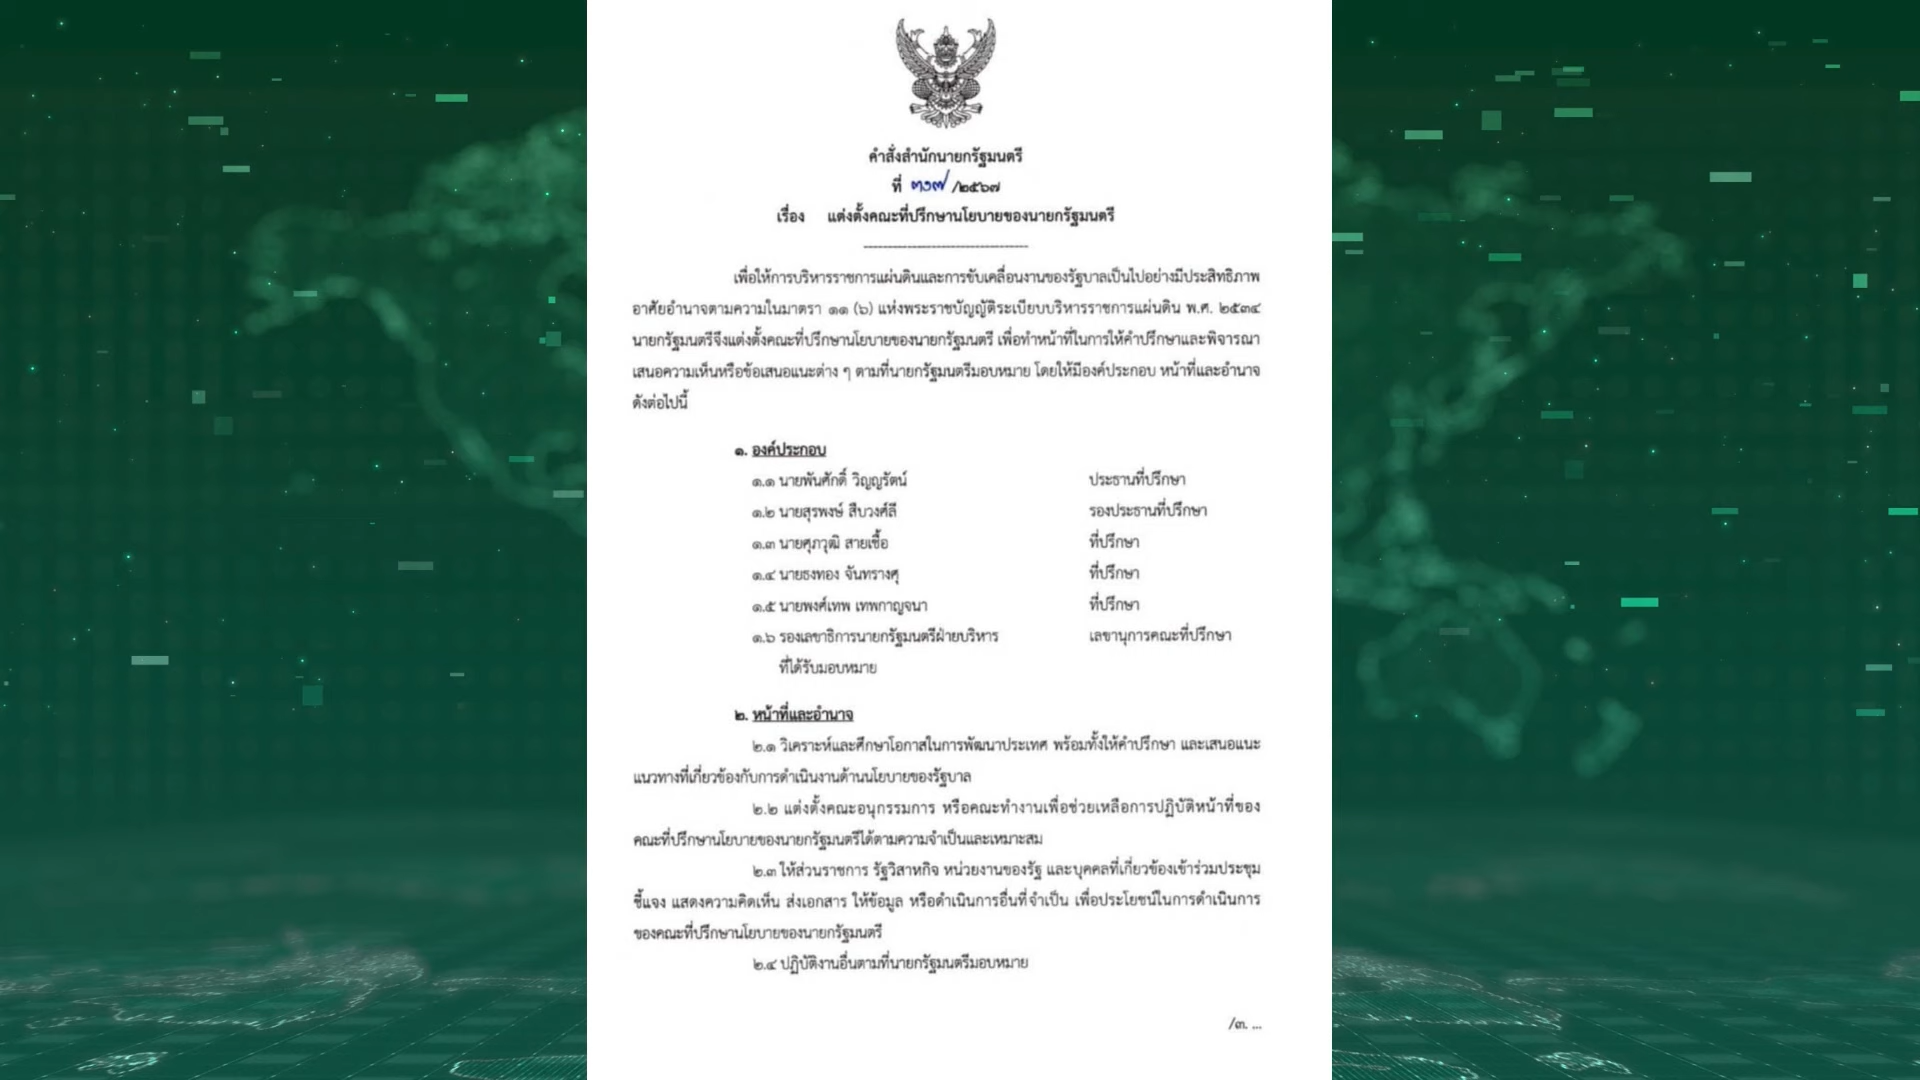 คำสั่งสำนักนายกรัฐมนตรี
ที่ ๓๐๗ /๒๕๖๗
เรื่อง แต่งตั้งคณะที่ปรึกษานโยบายของนายกรัฐมนตรี
เพื่อให้การบริหารราชการแผ่นดินและการขับเคลื่อนงานของรัฐบาลเป็นไปอย่างมีประสิทธิภาพ
อาศัยอำนาจตามความในมาตรา ๑๑ (๖) แห่งพระราชบัญญัติระเบียบบริหารราชการแผ่นดิน พ.ศ. ๒๕๓๔
นายกรัฐมนตรีจึงแต่งตั้งคณะที่ปรึกษานโยบายของนายกรัฐมนตรี เพื่อทำหน้าที่ในการให้คำปรึกษาและพิจารณา
เสนอความเห็นหรือข้อเสนอแนะต่าง ๆ ตามที่นายกรัฐมนตรีมอบหมาย โดยให้มีองค์ประกอบ หน้าที่และอำนาจ
ดังต่อไปนี้
๑. องค์ประกอบ
๑.๑ นายพันศักดิ์ วิญญรัตน์ ประธานที่ปรึกษา
๑.๒ นายสุรพงษ์ สืบวงศ์ลี รองประธานที่ปรึกษา
๑.๓ นายศุภวุฒิ สายเชื้อ ที่ปรึกษา
๑.๔ นายธงทอง จันทรางศุ ที่ปรึกษา
๑.๕ นายพงศ์เทพ เทพกาญจนา ที่ปรึกษา
๑.๖ รองเลขาธิการนายกรัฐมนตรีฝ่ายบริหาร เลขานุการคณะที่ปรึกษา
ที่ได้รับมอบหมาย
๒. หน้าที่และอำนาจ
๒.๑ วิเคราะห์และศึกษาโอกาสในการพัฒนาประเทศ พร้อมทั้งให้คำปรึกษา และเสนอแนะ
แนวทางที่เกี่ยวข้องกับการดำเนินงานด้านนโยบายของรัฐบาล
๒.๒ แต่งตั้งคณะอนุกรรมการ หรือคณะทำงานเพื่อช่วยเหลือการปฏิบัติหน้าที่ของ
คณะที่ปรึกษานโยบายของนายกรัฐมนตรีได้ตามความจำเป็นและเหมาะสม
๒.๓ ให้ส่วนราชการ รัฐวิสาหกิจ หน่วยงานของรัฐ และบุคคลที่เกี่ยวข้องเข้าร่วมประชุม
ชี้แจง แสดงความคิดเห็น ส่งเอกสาร ให้ข้อมูล หรือดำเนินการอื่นที่จำเป็น เพื่อประโยชน์ในการดำเนินการ
ของคณะที่ปรึกษานโยบายของนายกรัฐมนตรี
๒.๔ ปฏิบัติงานอื่นตามที่นายกรัฐมนตรีมอบหมาย
/๓. ...